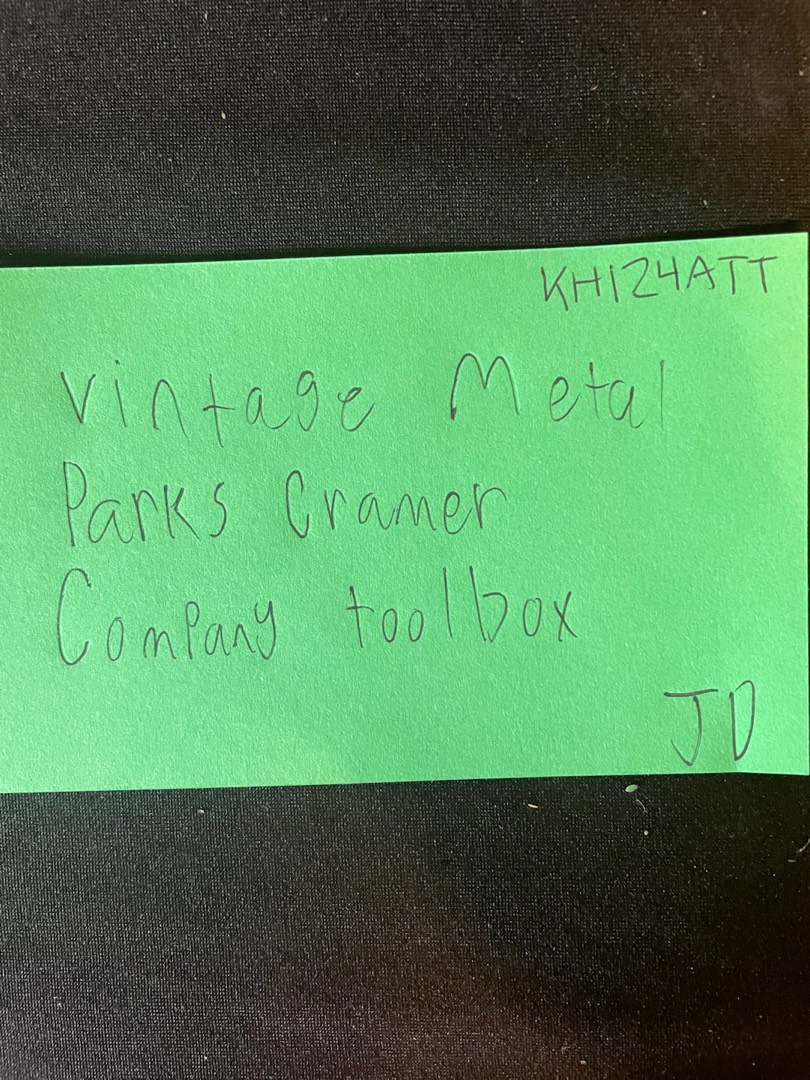 KH124ATT
Vintage Metal
Parks Cramer
Company toolbox
JD